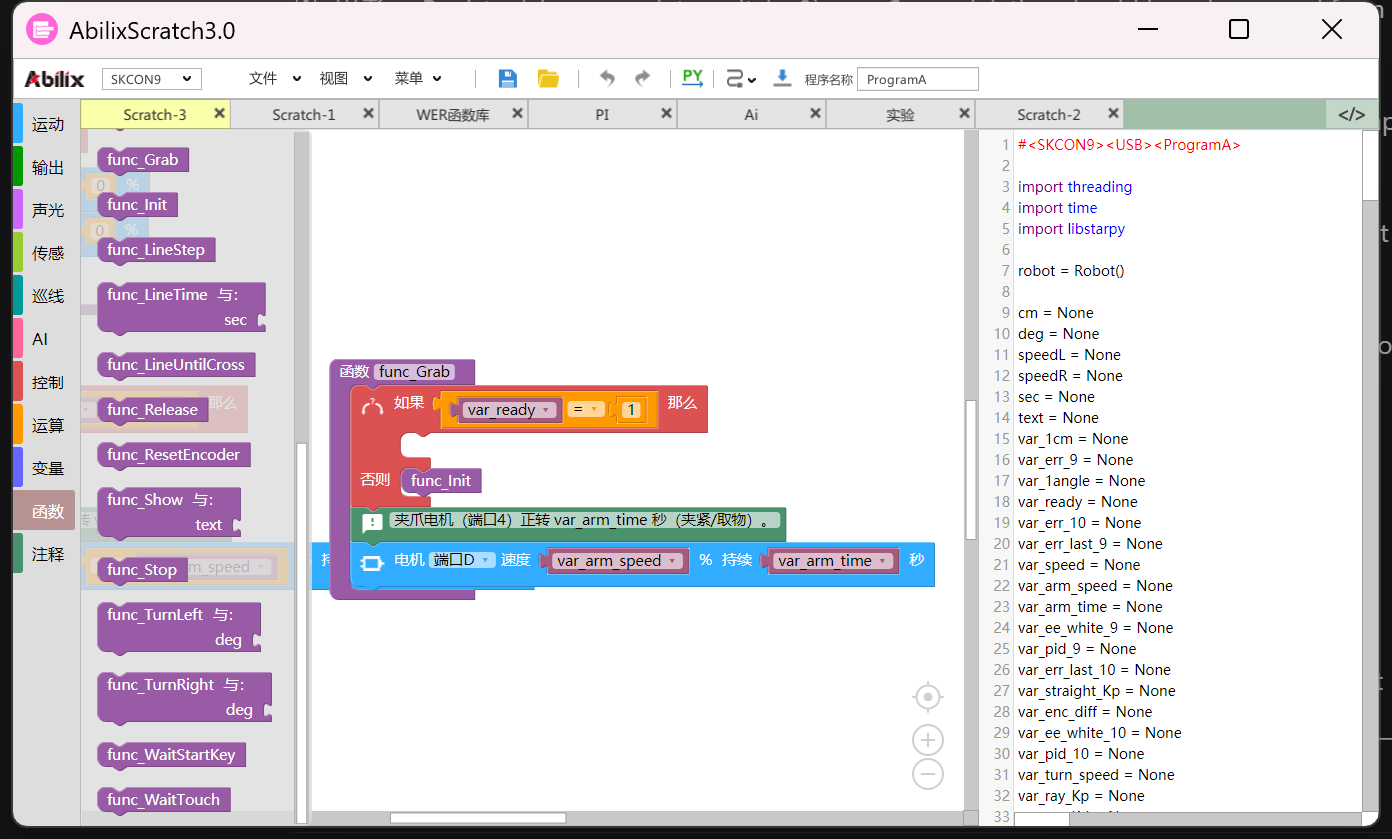 AbilixScratch3.0
Abilix SKCON9 文件 视图 菜单 PY 程序名称 ProgramA
Scratch-3 Scratch-1 WER函数库 PI Ai 实验 Scratch-2 </>
运动
输出
声光
传感
巡线
AI
控制
运算
变量
函数
注释
func_Grab
0 %
func_Init
0 %
func_LineStep
func_LineTime 与:
sec
func_LineUntilCross
func_Release 那么
func_ResetEncoder
func_Show 与:
text
func_Stop m_speed
func_TurnLeft 与:
deg
func_TurnRight 与:
deg
func_WaitStartKey
func_WaitTouch
函数 func_Grab
如果 var_ready = 1 那么
否则 func_Init
夹爪电机（端口4）正转 var_arm_time 秒（夹紧/取物）。
电机 端口D 速度 var_arm_speed % 持续 var_arm_time 秒
1 #<SKCON9><USB><ProgramA>
2
3 import threading
4 import time
5 import libstarpy
6
7 robot = Robot()
8
9 cm = None
10 deg = None
11 speedL = None
12 speedR = None
13 sec = None
14 text = None
15 var_1cm = None
16 var_err_9 = None
17 var_1angle = None
18 var_ready = None
19 var_err_10 = None
20 var_err_last_9 = None
21 var_speed = None
22 var_arm_speed = None
23 var_arm_time = None
24 var_ee_white_9 = None
25 var_pid_9 = None
26 var_err_last_10 = None
27 var_straight_Kp = None
28 var_enc_diff = None
29 var_ee_white_10 = None
30 var_pid_10 = None
31 var_turn_speed = None
32 var_ray_Kp = None
33